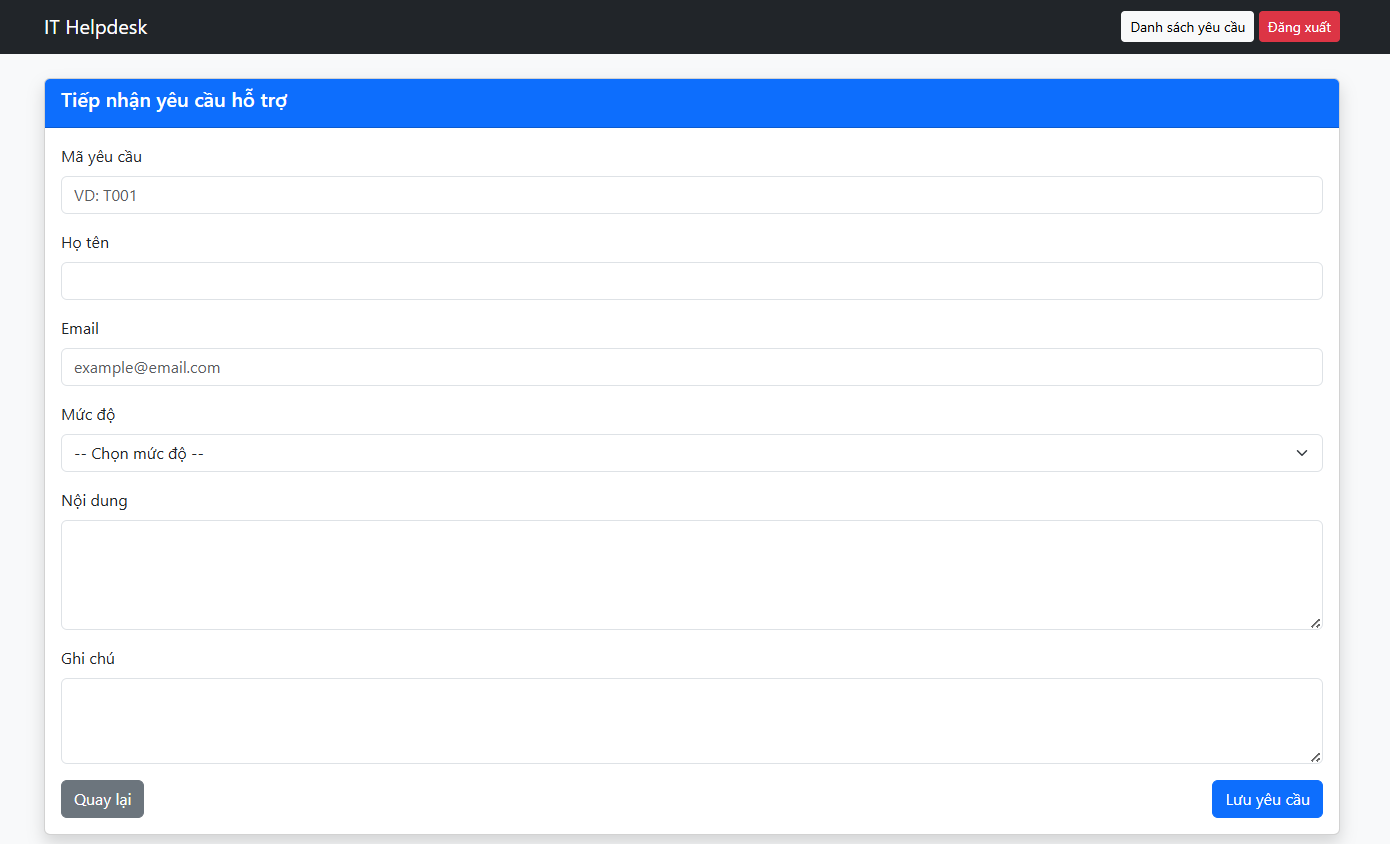 IT Helpdesk
Danh sách yêu cầu
Đăng xuất
Tiếp nhận yêu cầu hỗ trợ
Mã yêu cầu
VD: T001
Họ tên
Email
example@email.com
Mức độ
-- Chọn mức độ --
Nội dung
Ghi chú
Quay lại
Lưu yêu cầu